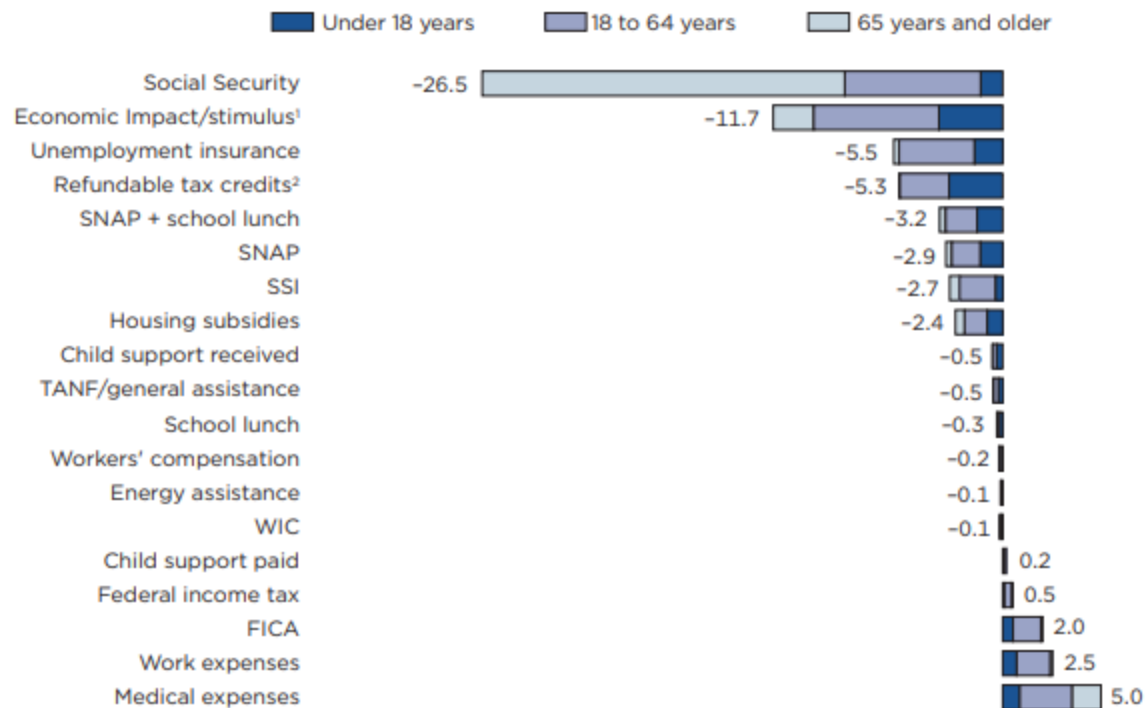 Under 18 years 18 to 64 years 65 years and older
Social Security –26.5
Economic Impact/stimulus¹ –11.7
Unemployment insurance –5.5
Refundable tax credits² –5.3
SNAP + school lunch –3.2
SNAP –2.9
SSI –2.7
Housing subsidies –2.4
Child support received –0.5
TANF/general assistance –0.5
School lunch –0.3
Workers' compensation –0.2
Energy assistance –0.1
WIC –0.1
Child support paid 0.2
Federal income tax 0.5
FICA 2.0
Work expenses 2.5
Medical expenses 5.0